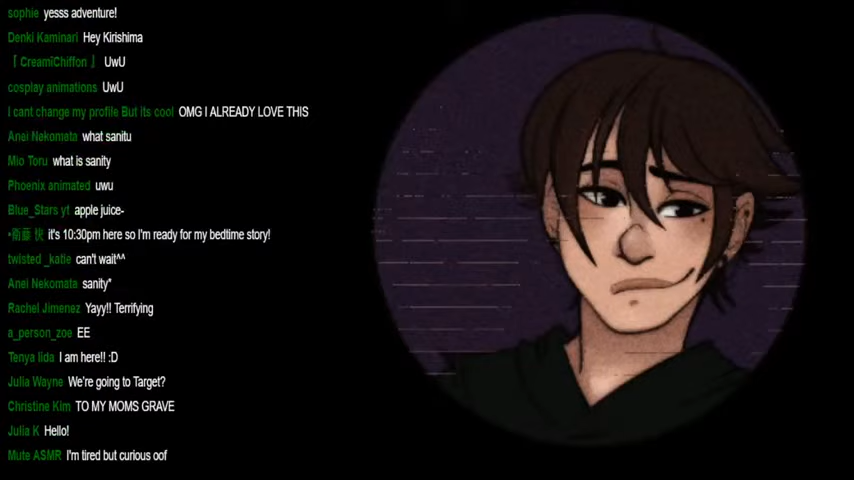 sophie yesss adventure!
Denki Kaminari Hey Kirishima
『 CreamiChiffon 』 UwU
cosplay animations UwU
I cant change my profile But its cool OMG I ALREADY LOVE THIS
Anei Nekomata what sanitu
Mio Toru what is sanity
Phoenix animated uwu
Blue_Stars yt apple juice-
it's 10:30pm here so I'm ready for my bedtime story!
twisted_katie can't wait^^
Anei Nekomata sanity*
Rachel Jimenez Yayy!! Terrifying
a_person_zoe EE
Tenya Iida I am here!! :D
Julia Wayne We're going to Target?
Christine Kim TO MY MOMS GRAVE
Julia K Hello!
Mute ASMR I'm tired but curious oof